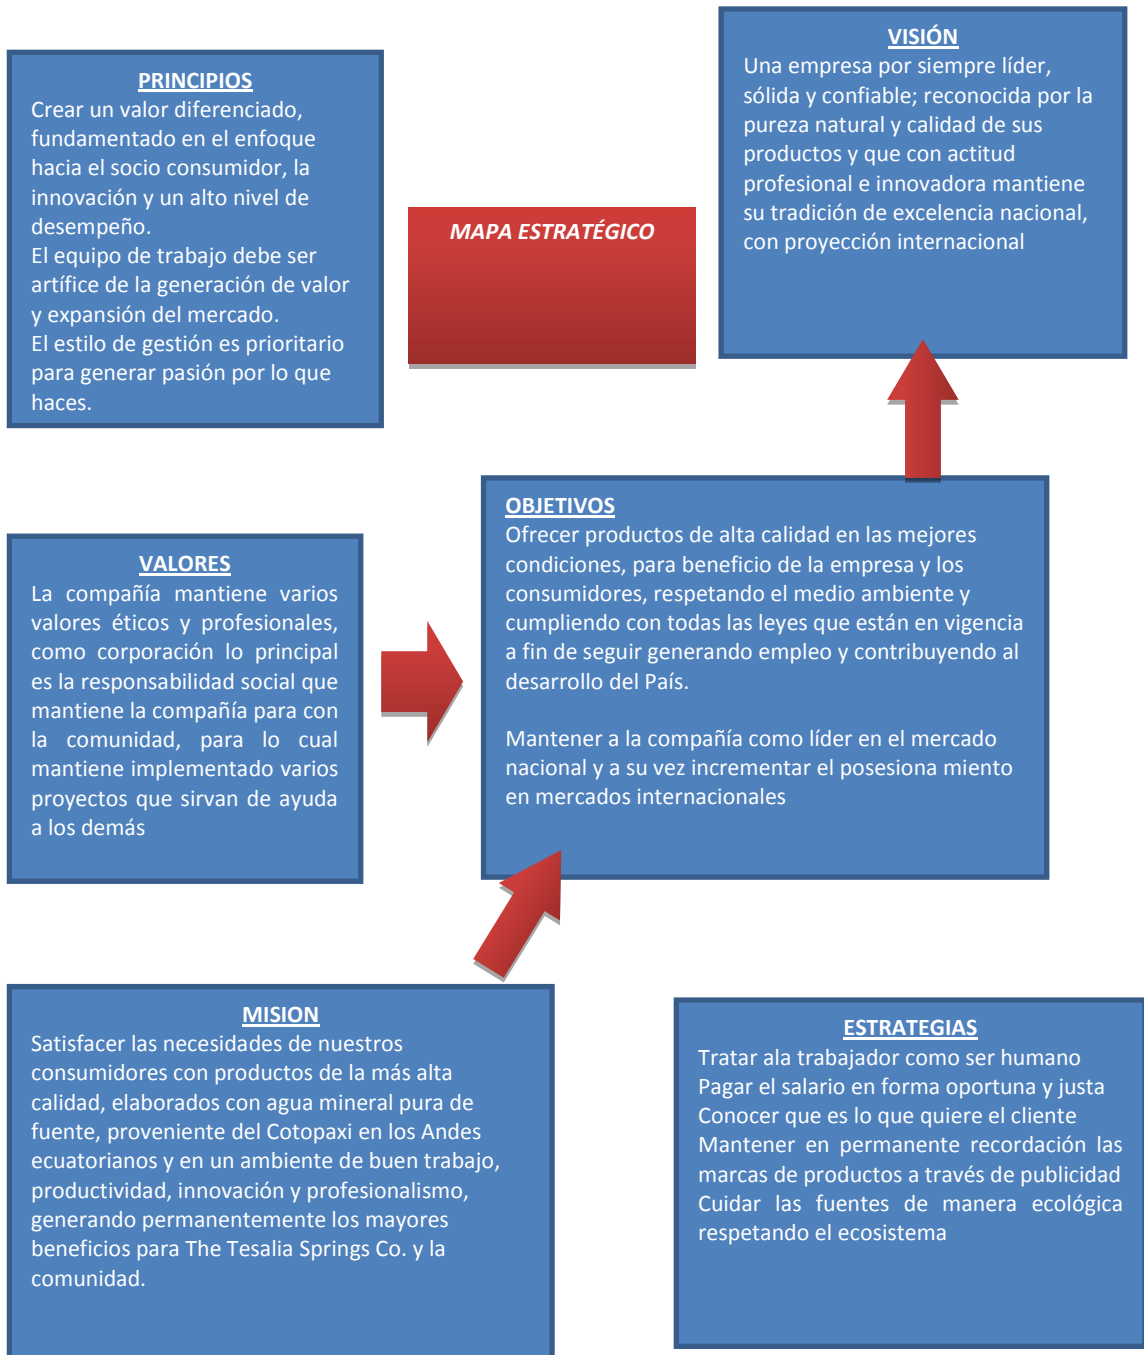 PRINCIPIOS
Crear un valor diferenciado,
fundamentado en el enfoque
hacia el socio consumidor, la
innovación y un alto nivel de
desempeño.
El equipo de trabajo debe ser
artífice de la generación de valor
y expansión del mercado.
El estilo de gestión es prioritario
para generar pasión por lo que
haces.
MAPA ESTRATÉGICO
VISIÓN
Una empresa por siempre líder,
sólida y confiable; reconocida por la
pureza natural y calidad de sus
productos y que con actitud
profesional e innovadora mantiene
su tradición de excelencia nacional,
con proyección internacional
VALORES
La compañía mantiene varios
valores éticos y profesionales,
como corporación lo principal
es la responsabilidad social que
mantiene la compañía para con
la comunidad, para lo cual
mantiene implementado varios
proyectos que sirvan de ayuda
a los demás
OBJETIVOS
Ofrecer productos de alta calidad en las mejores
condiciones, para beneficio de la empresa y los
consumidores, respetando el medio ambiente y
cumpliendo con todas las leyes que están en vigencia
a fin de seguir generando empleo y contribuyendo al
desarrollo del País.
Mantener a la compañía como líder en el mercado
nacional y a su vez incrementar el posesiona miento
en mercados internacionales
MISION
Satisfacer las necesidades de nuestros
consumidores con productos de la más alta
calidad, elaborados con agua mineral pura de
fuente, proveniente del Cotopaxi en los Andes
ecuatorianos y en un ambiente de buen trabajo,
productividad, innovación y profesionalismo,
generando permanentemente los mayores
beneficios para The Tesalia Springs Co. y la
comunidad.
ESTRATEGIAS
Tratar ala trabajador como ser humano
Pagar el salario en forma oportuna y justa
Conocer que es lo que quiere el cliente
Mantener en permanente recordación las
marcas de productos a través de publicidad
Cuidar las fuentes de manera ecológica
respetando el ecosistema